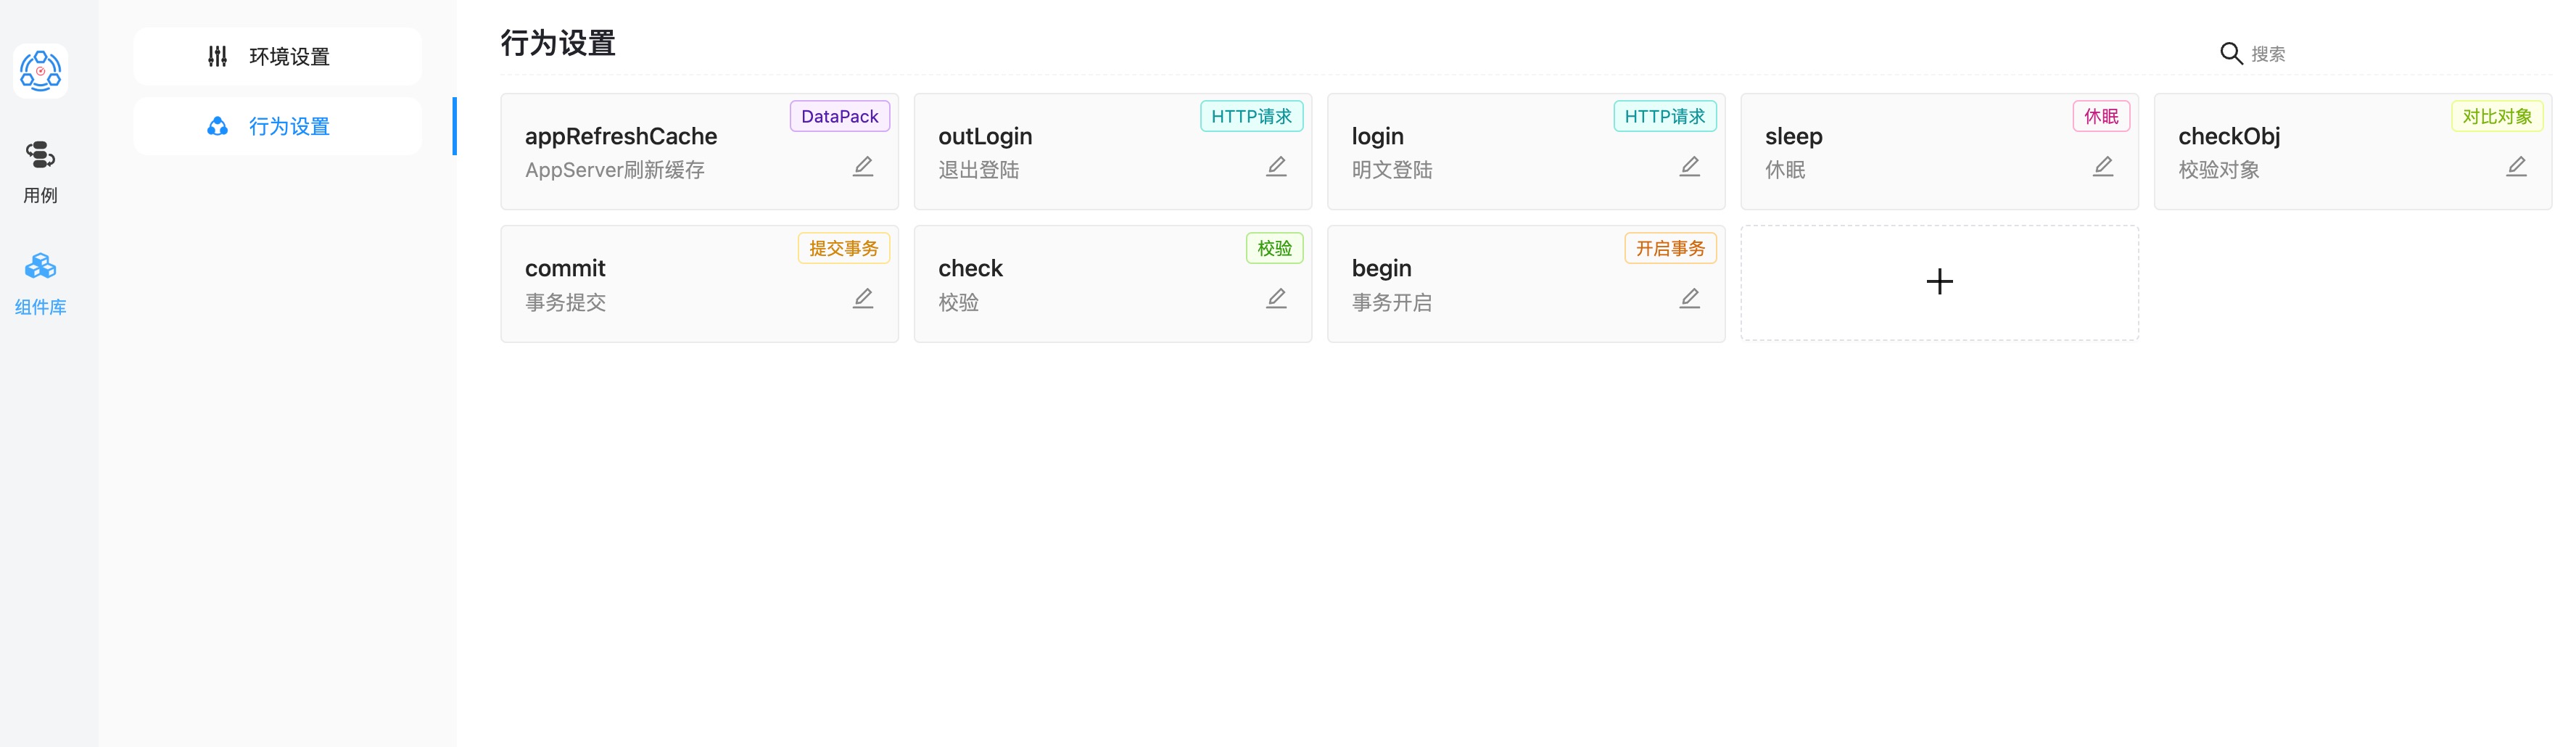 用例
组件库
环境设置
行为设置
行为设置
搜索
DataPack
appRefreshCache
AppServer刷新缓存
HTTP请求
outLogin
退出登陆
HTTP请求
login
明文登陆
休眠
sleep
休眠
对比对象
checkObj
校验对象
提交事务
commit
事务提交
校验
check
校验
开启事务
begin
事务开启